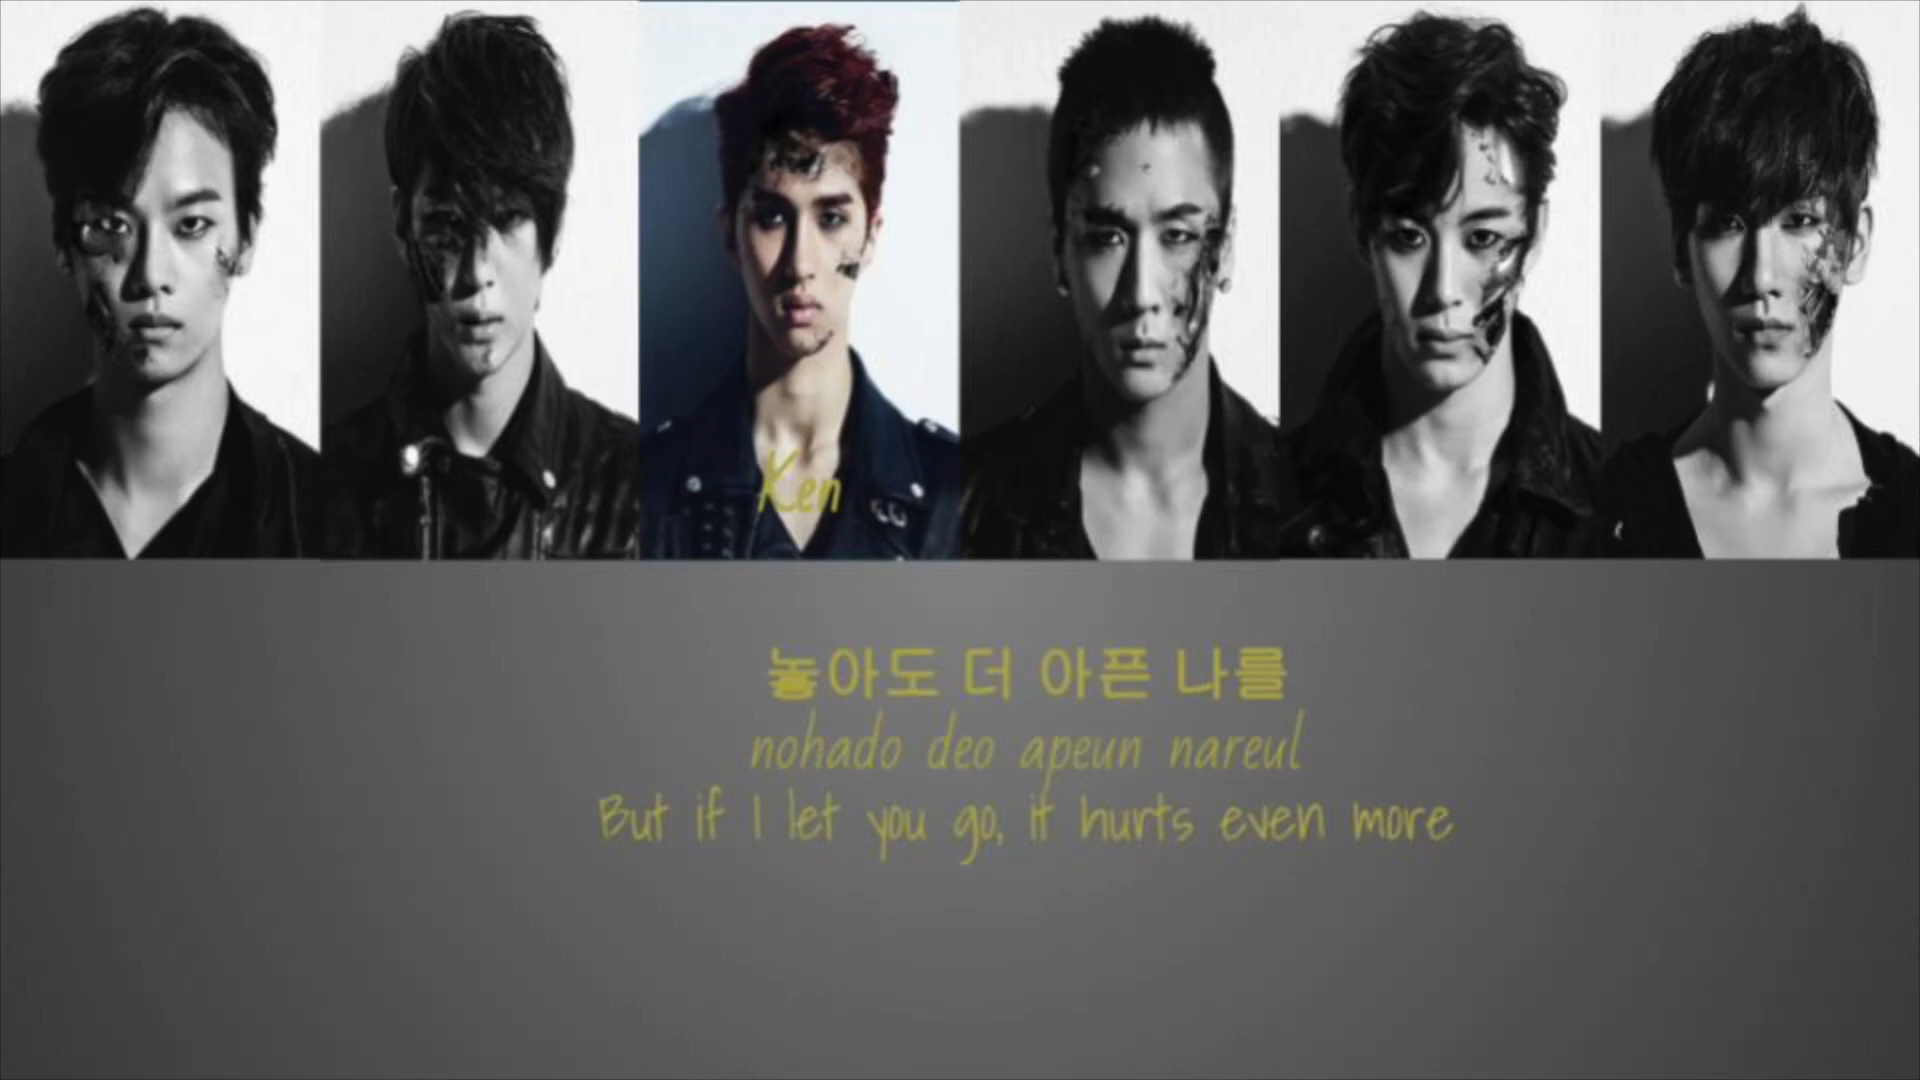 Ken
놓아도 더 아픈 나를
nohado deo apeun nareul
But if I let you go, it hurts even more